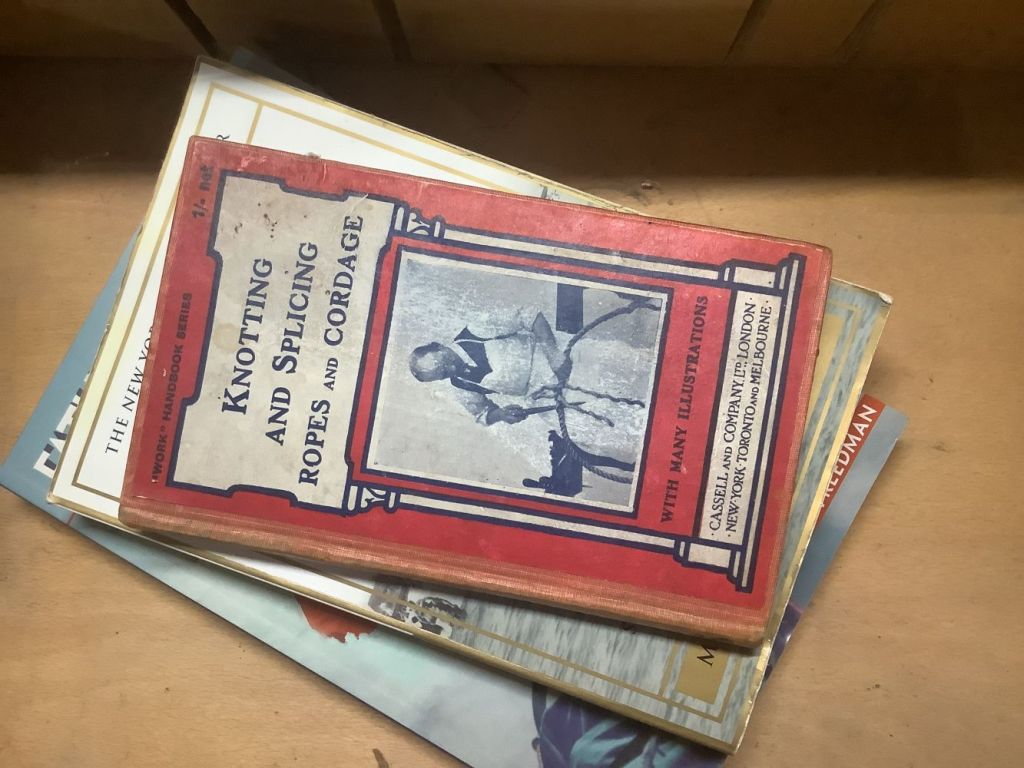 "WORK" HANDBOOK SERIES
1/- net
KNOTTING
AND SPLICING
ROPES AND CORDAGE
WITH MANY ILLUSTRATIONS
CASSELL AND COMPANY, LTD. LONDON·
·NEW·YORK·TORONTO AND MELBOURNE·
THE NEW YOR
FREEDMAN